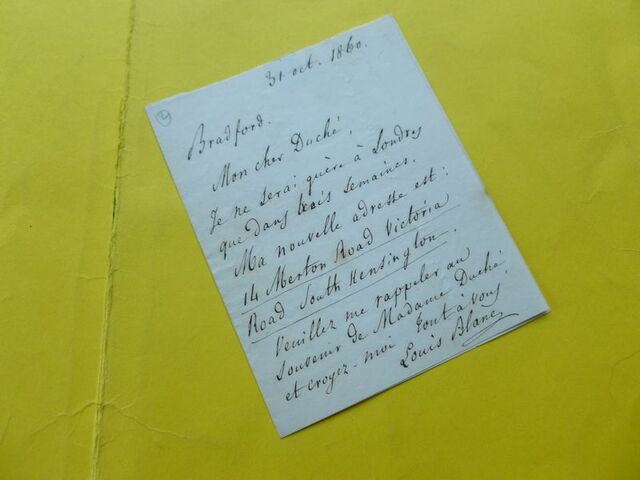 31 oct. 1860.
2
Bradford.
Mon cher Duché,
Je ne serai guère à Londres
que dans trois semaines.
Ma nouvelle adresse est :
14 Merton Road Victoria
Road South Kensington.
Veuillez me rappeler au
souvenir de Madame Duché
et croyez-moi tout à vous.
Louis Blanc